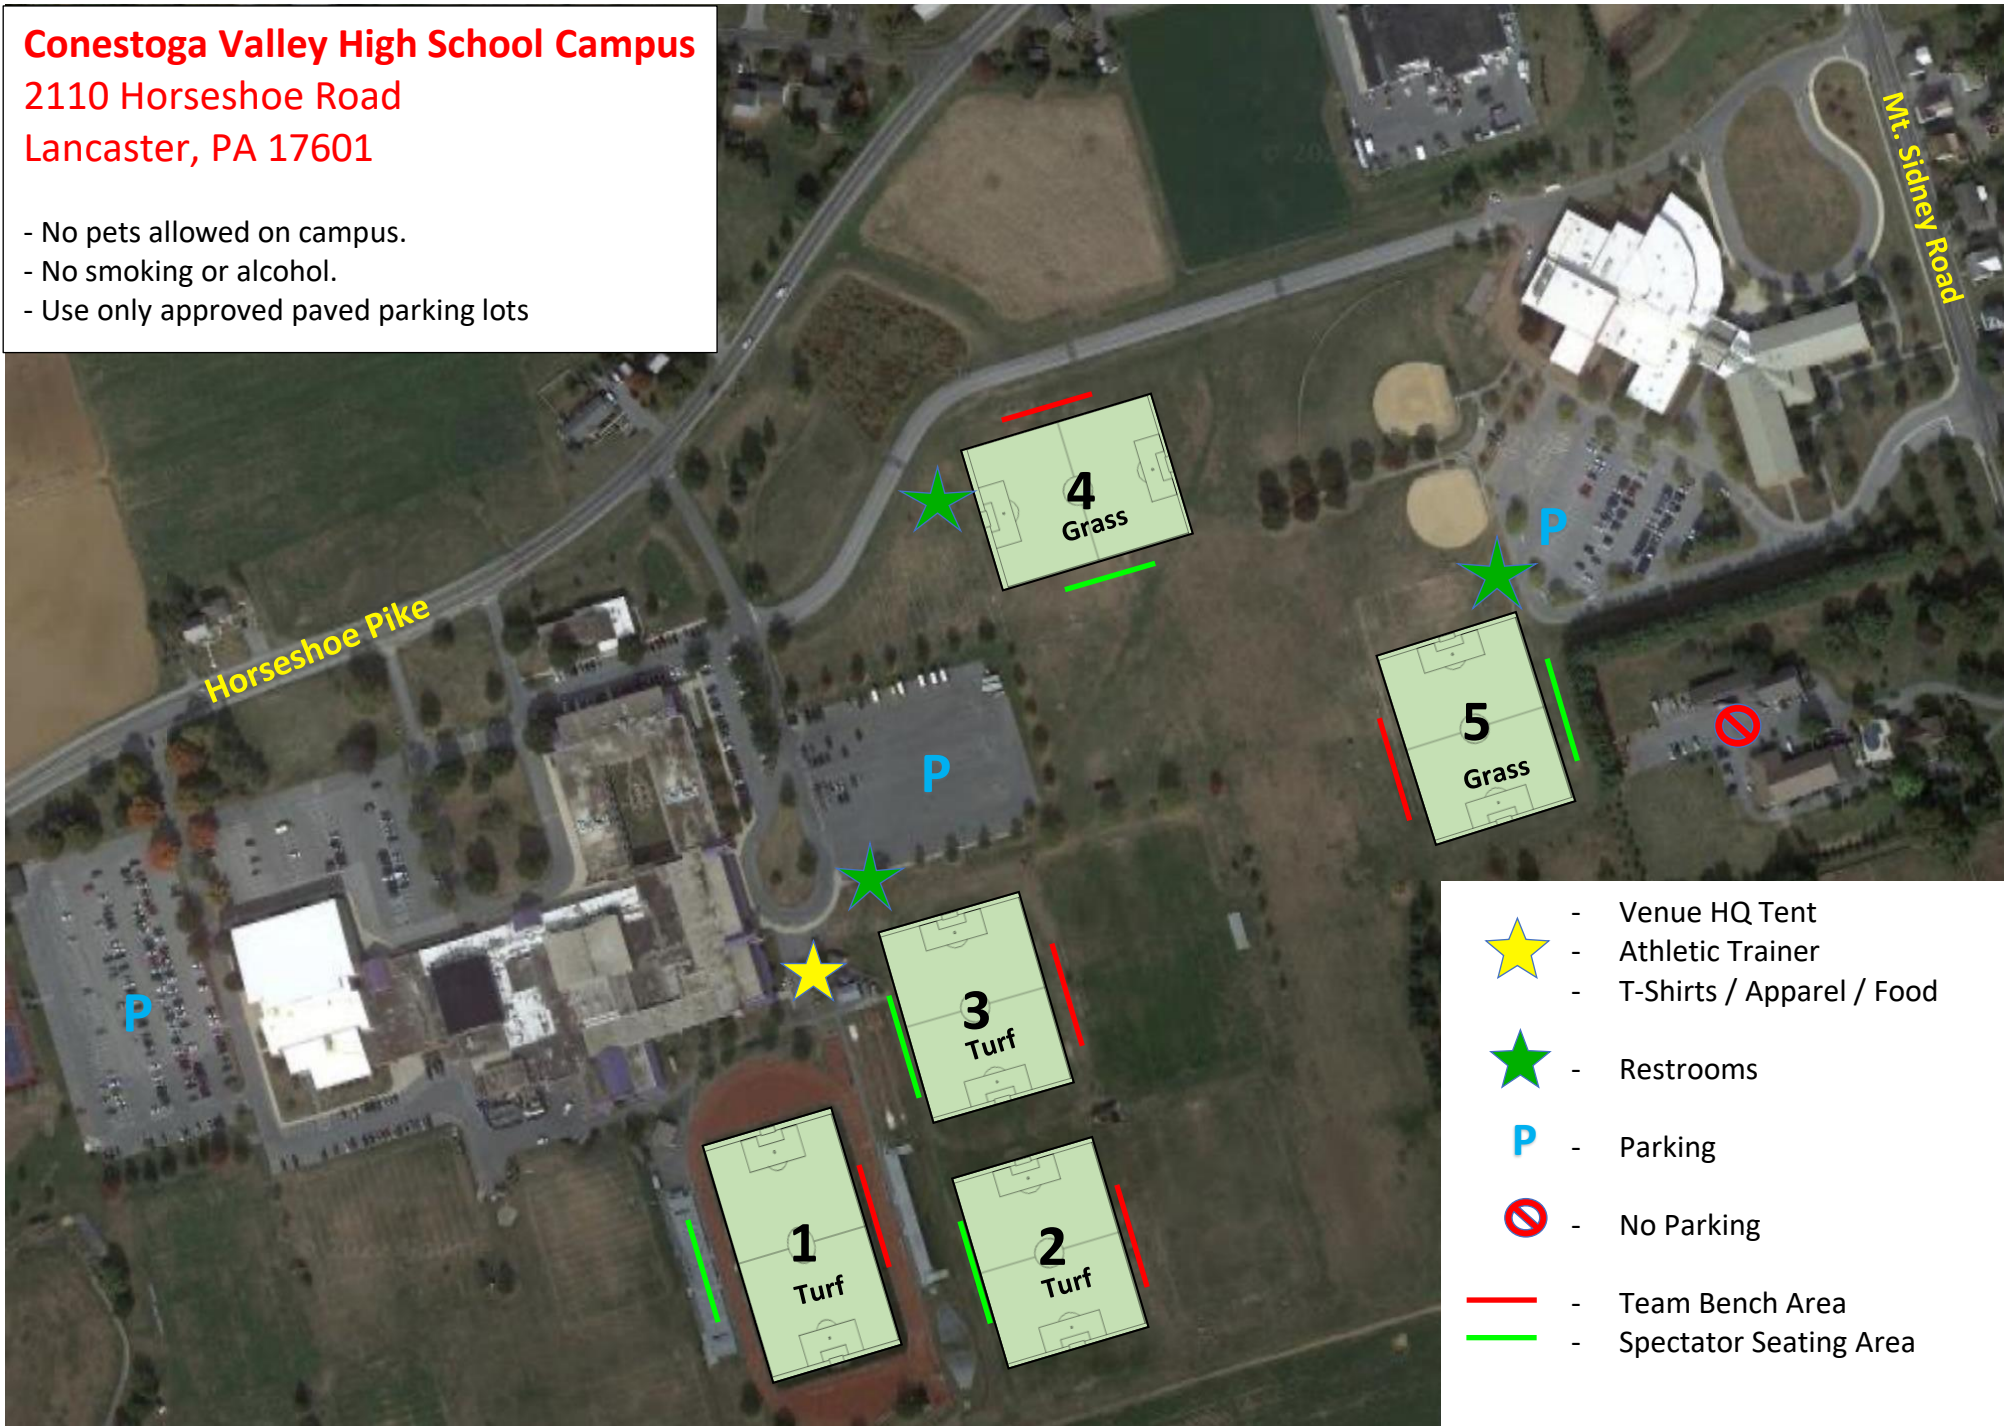 Conestoga Valley High School Campus
2110 Horseshoe Road
Lancaster, PA 17601
- No pets allowed on campus.
- No smoking or alcohol.
- Use only approved paved parking lots
Mt. Sidney Road
Horseshoe Pike
4
Grass
P
5
Grass
P
3
Turf
P
1
Turf
2
Turf
- Venue HQ Tent
- Athletic Trainer
- T-Shirts / Apparel / Food
- Restrooms
P - Parking
- No Parking
- Team Bench Area
- Spectator Seating Area